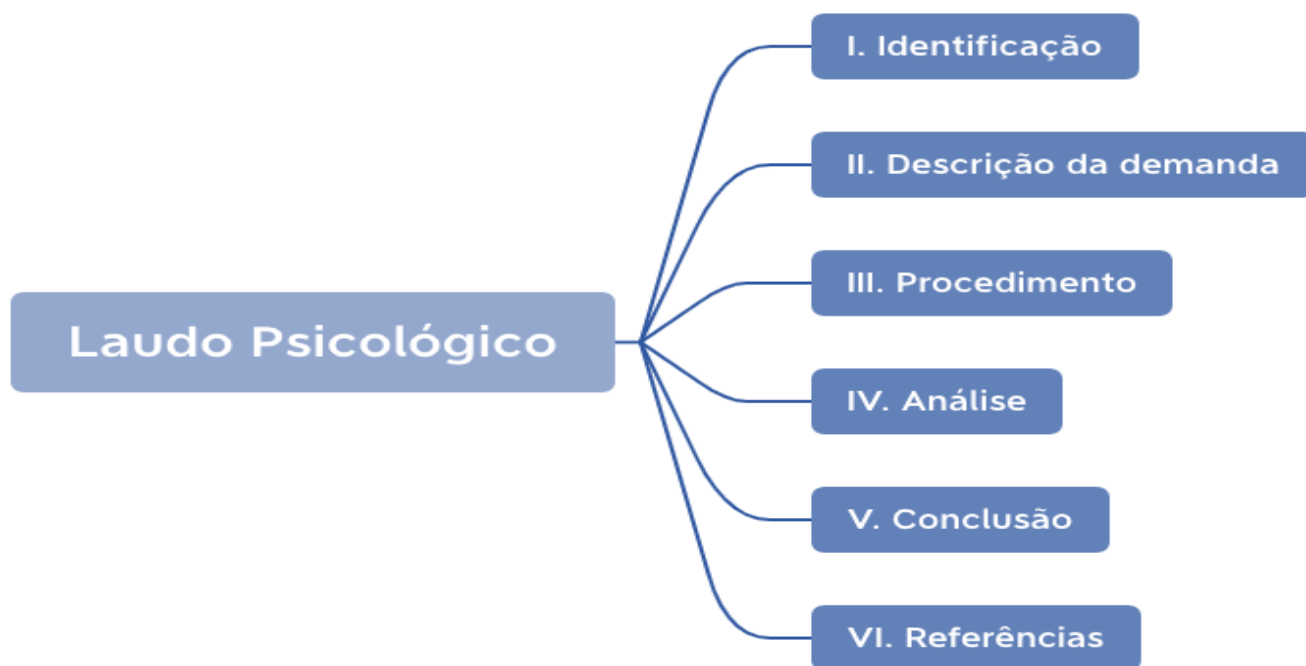 Laudo Psicológico
I. Identificação
II. Descrição da demanda
III. Procedimento
IV. Análise
V. Conclusão
VI. Referências